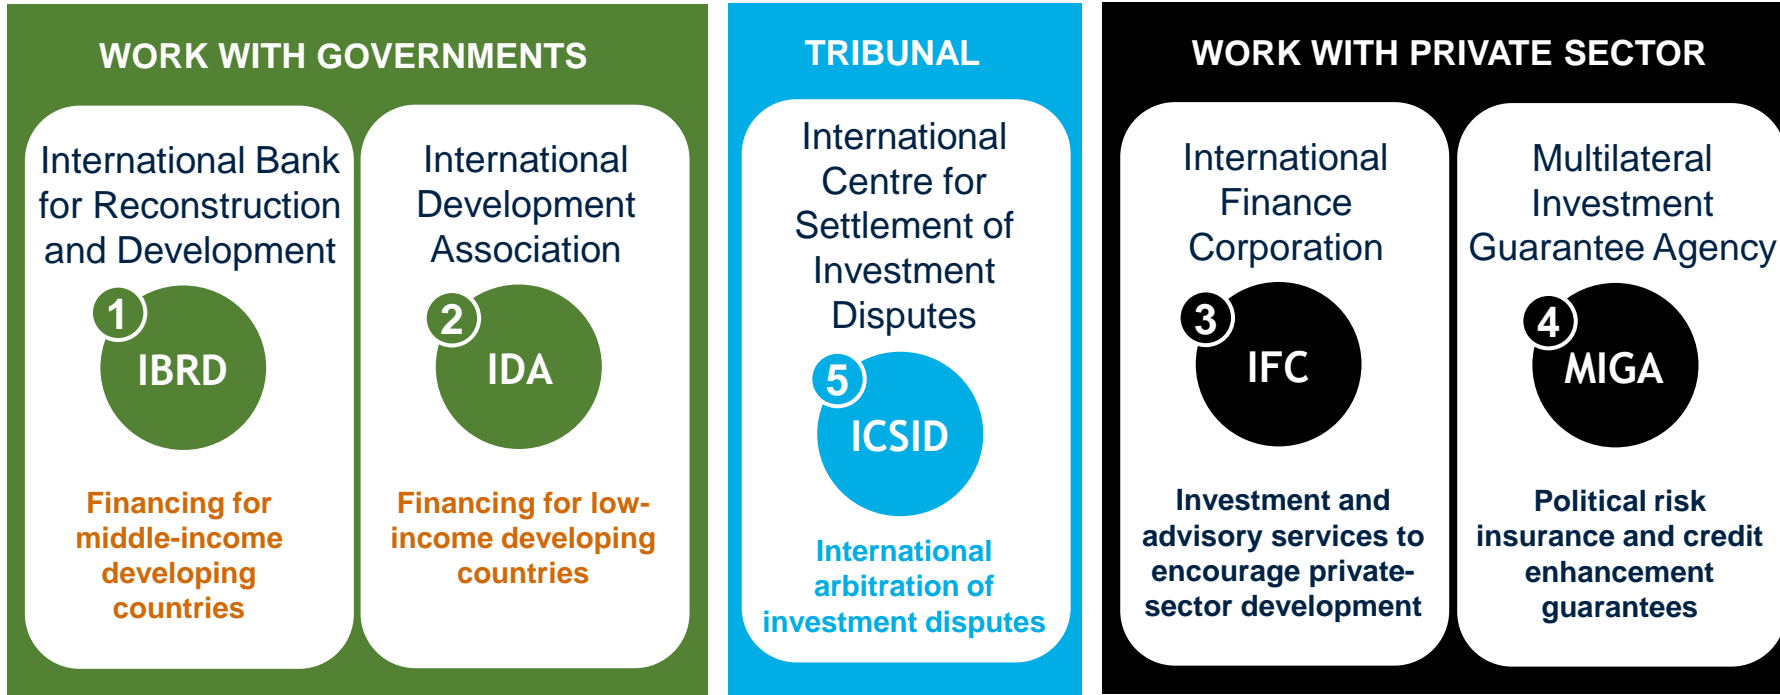 WORK WITH GOVERNMENTS
International Bank
for Reconstruction
and Development
1
IBRD
Financing for
middle-income
developing
countries
International
Development
Association
2
IDA
Financing for low-
income developing
countries
TRIBUNAL
International
Centre for
Settlement of
Investment
Disputes
5
ICSID
International
arbitration of
investment disputes
WORK WITH PRIVATE SECTOR
International
Finance
Corporation
3
IFC
Investment and
advisory services to
encourage private-
sector development
Multilateral
Investment
Guarantee Agency
4
MIGA
Political risk
insurance and credit
enhancement
guarantees